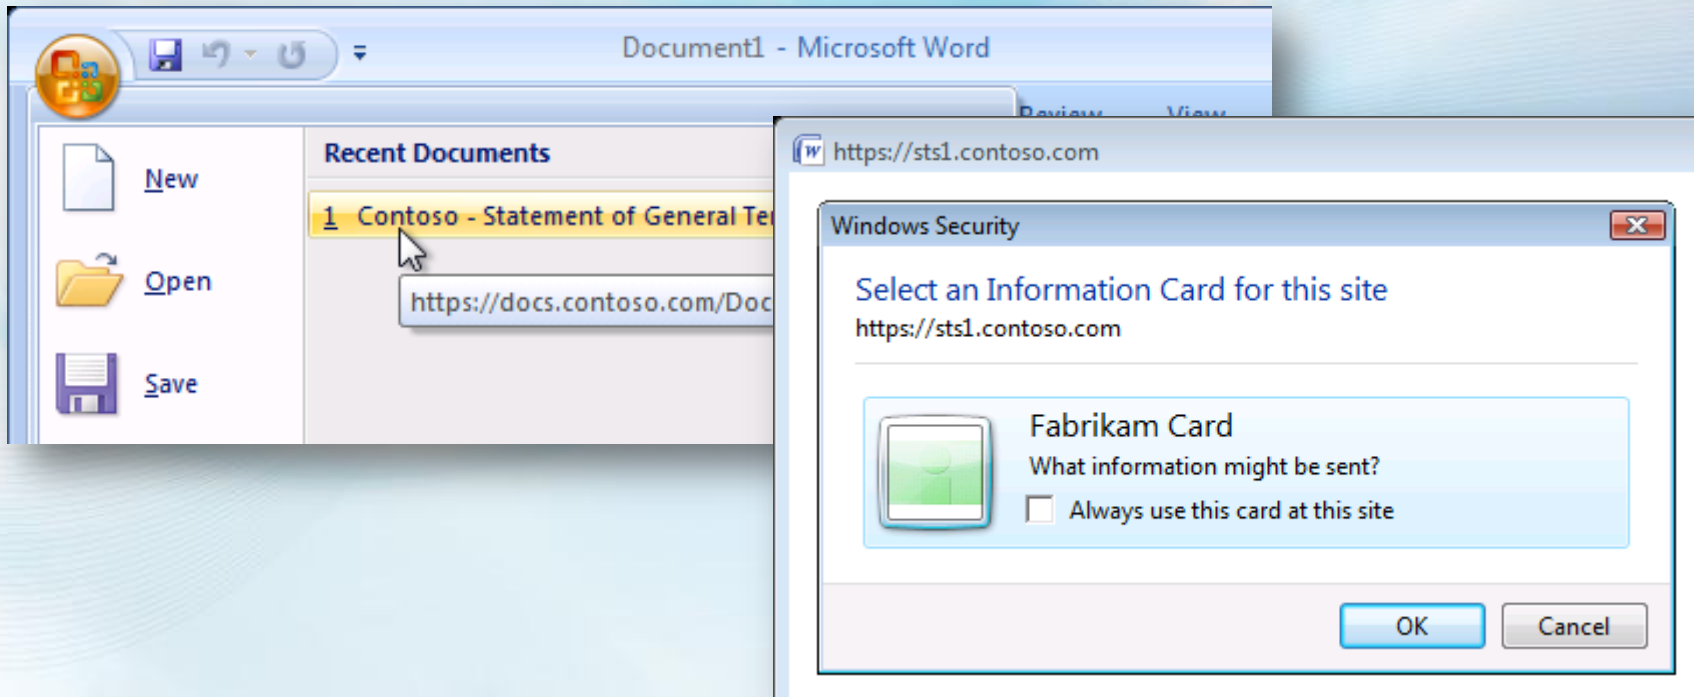 Document1 - Microsoft Word
Review View
New
Open
Save
Recent Documents
1 Contoso - Statement of General
https://docs.contoso.com/Doc
https://sts1.contoso.com
Windows Security
Select an Information Card for this site
https://sts1.contoso.com
Fabrikam Card
What information might be sent?
Always use this card at this site
OK
Cancel